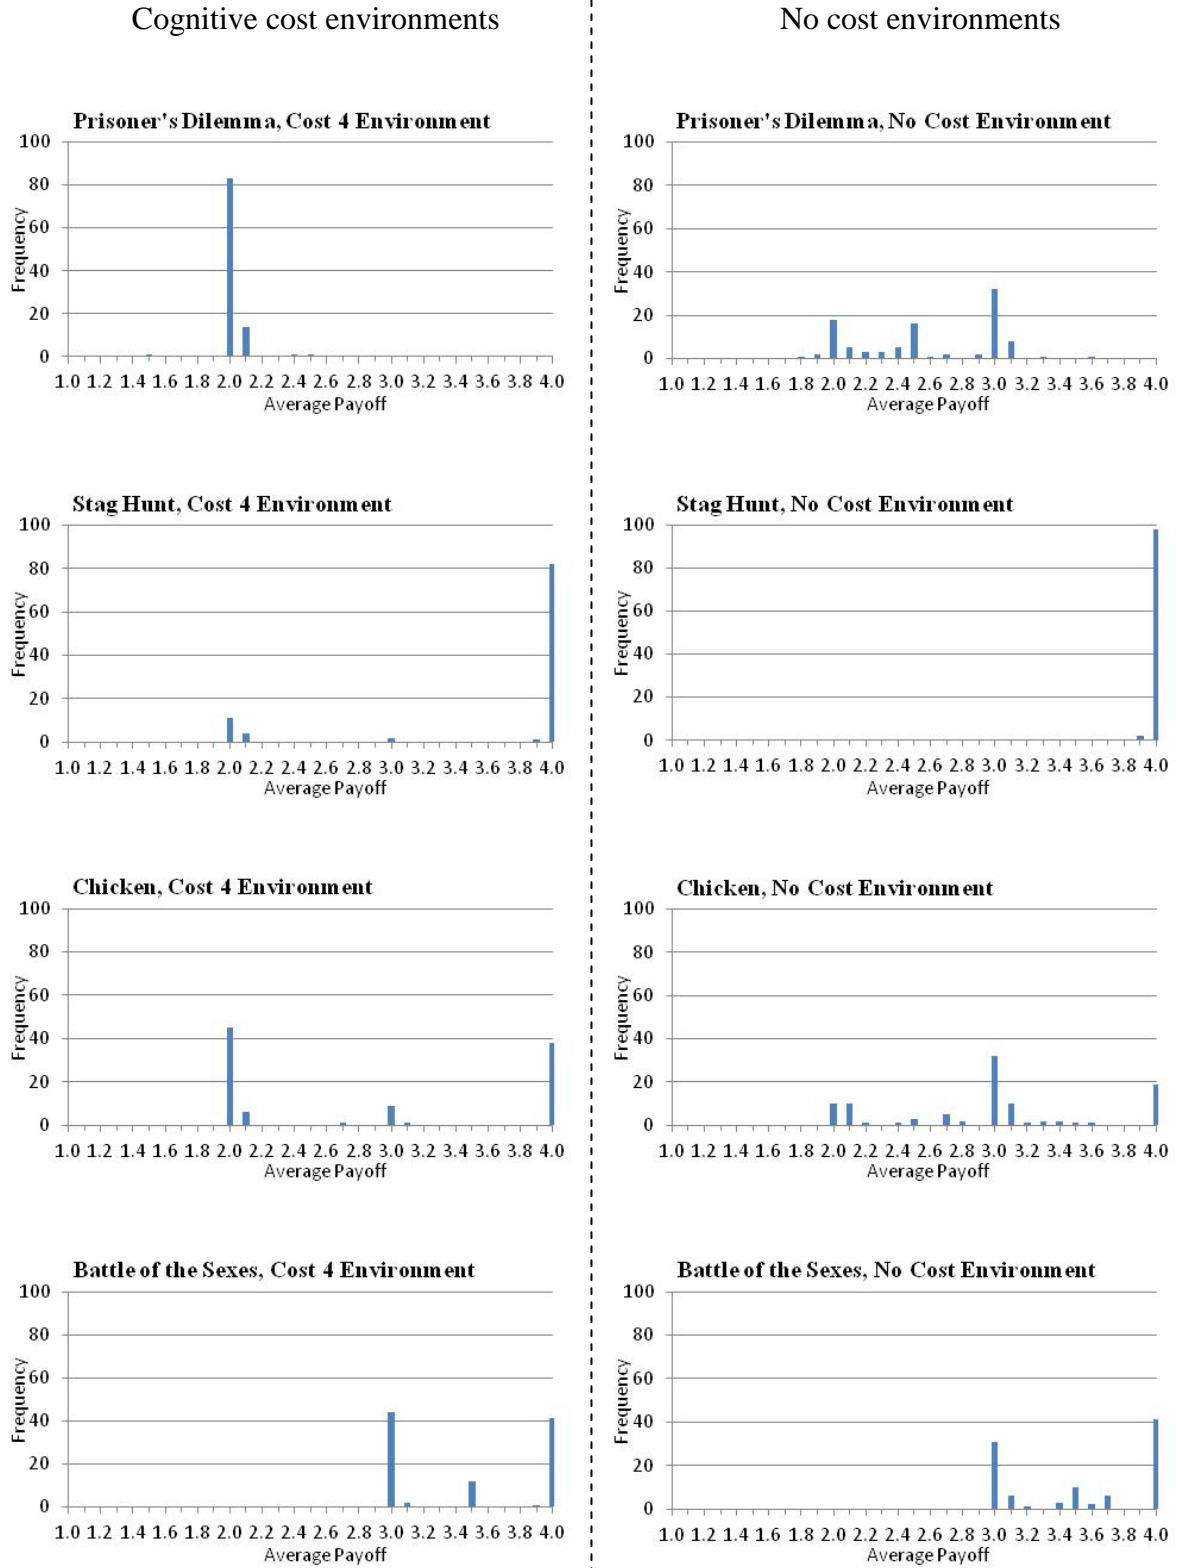 Cognitive cost environments
No cost environments
Prisoner's Dilemma, Cost 4 Environment
100
80
60
40
20
0
Frequency
1.0 1.2 1.4 1.6 1.8 2.0 2.2 2.4 2.6 2.8 3.0 3.2 3.4 3.6 3.8 4.0
Average Payoff
Prisoner's Dilemma, No Cost Environment
100
80
60
40
20
0
Frequency
1.0 1.2 1.4 1.6 1.8 2.0 2.2 2.4 2.6 2.8 3.0 3.2 3.4 3.6 3.8 4.0
Average Payoff
Stag Hunt, Cost 4 Environment
100
80
60
40
20
0
Frequency
1.0 1.2 1.4 1.6 1.8 2.0 2.2 2.4 2.6 2.8 3.0 3.2 3.4 3.6 3.8 4.0
Average Payoff
Stag Hunt, No Cost Environment
100
80
60
40
20
0
Frequency
1.0 1.2 1.4 1.6 1.8 2.0 2.2 2.4 2.6 2.8 3.0 3.2 3.4 3.6 3.8 4.0
Average Payoff
Chicken, Cost 4 Environment
100
80
60
40
20
0
Frequency
1.0 1.2 1.4 1.6 1.8 2.0 2.2 2.4 2.6 2.8 3.0 3.2 3.4 3.6 3.8 4.0
Average Payoff
Chicken, No Cost Environment
100
80
60
40
20
0
Frequency
1.0 1.2 1.4 1.6 1.8 2.0 2.2 2.4 2.6 2.8 3.0 3.2 3.4 3.6 3.8 4.0
Average Payoff
Battle of the Sexes, Cost 4 Environment
100
80
60
40
20
0
Frequency
1.0 1.2 1.4 1.6 1.8 2.0 2.2 2.4 2.6 2.8 3.0 3.2 3.4 3.6 3.8 4.0
Average Payoff
Battle of the Sexes, No Cost Environment
100
80
60
40
20
0
Frequency
1.0 1.2 1.4 1.6 1.8 2.0 2.2 2.4 2.6 2.8 3.0 3.2 3.4 3.6 3.8 4.0
Average Payoff